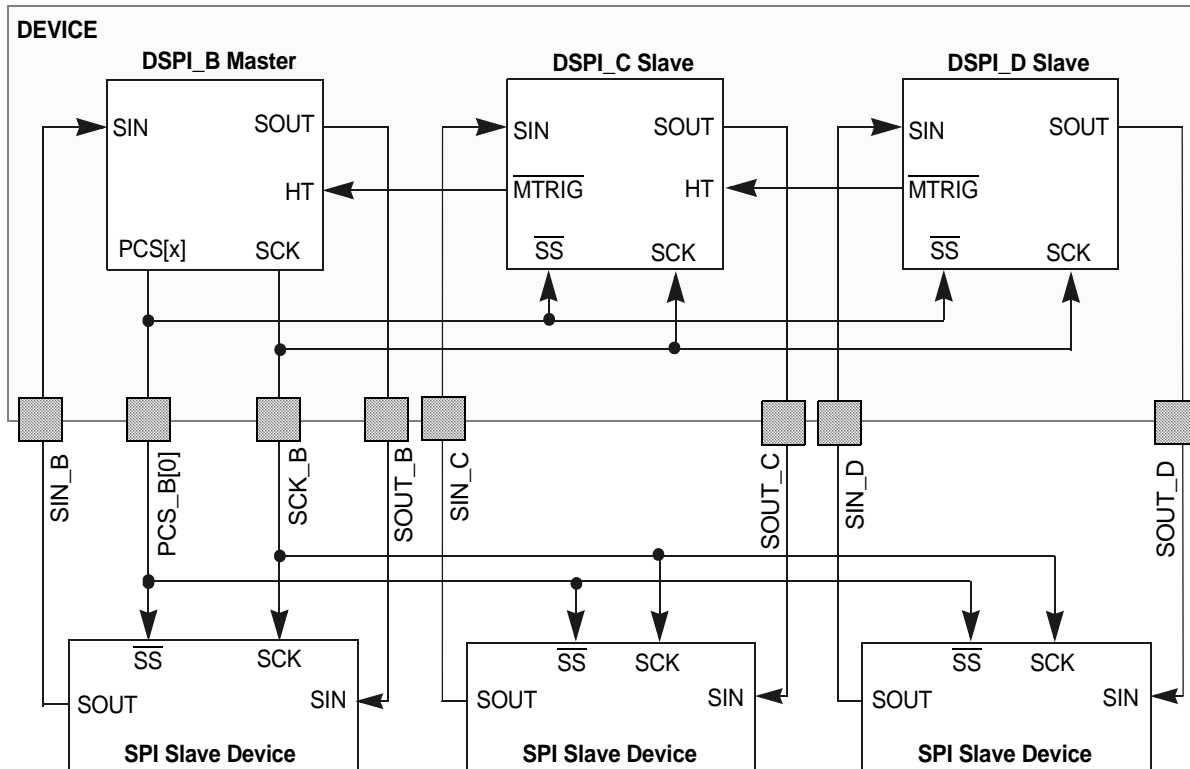 DEVICE
DSPI_B Master
DSPI_C Slave
DSPI_D Slave
SIN
SOUT
HT
PCS[x]
SCK
SIN
SOUT
MTRIG
HT
SS
SCK
SIN
SOUT
MTRIG
SS
SCK
SIN_B
PCS_B[0]
SCK_B
SOUT_B
SIN_C
SOUT_C
SIN_D
SOUT_D
SS
SCK
SOUT
SIN
SPI Slave Device
SS
SCK
SOUT
SIN
SPI Slave Device
SS
SCK
SOUT
SIN
SPI Slave Device